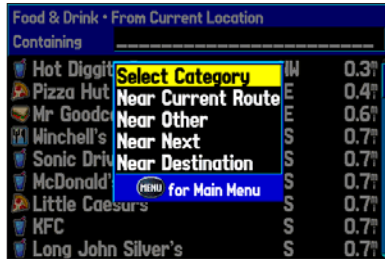 Food & Drink • From Current Location
Containing
Hot Diggit
Select Category
W 0.3
Pizza Hut
Near Current Route
E 0.4
Mr Goodc
Near Other
E 0.6
Winchell's
Near Next
S 0.7
Sonic Driv
Near Destination
S 0.7
McDonald'
MENU for Main Menu
S 0.7
Little Caesars
S 0.7
KFC S 0.7
Long John Silver's S 0.7